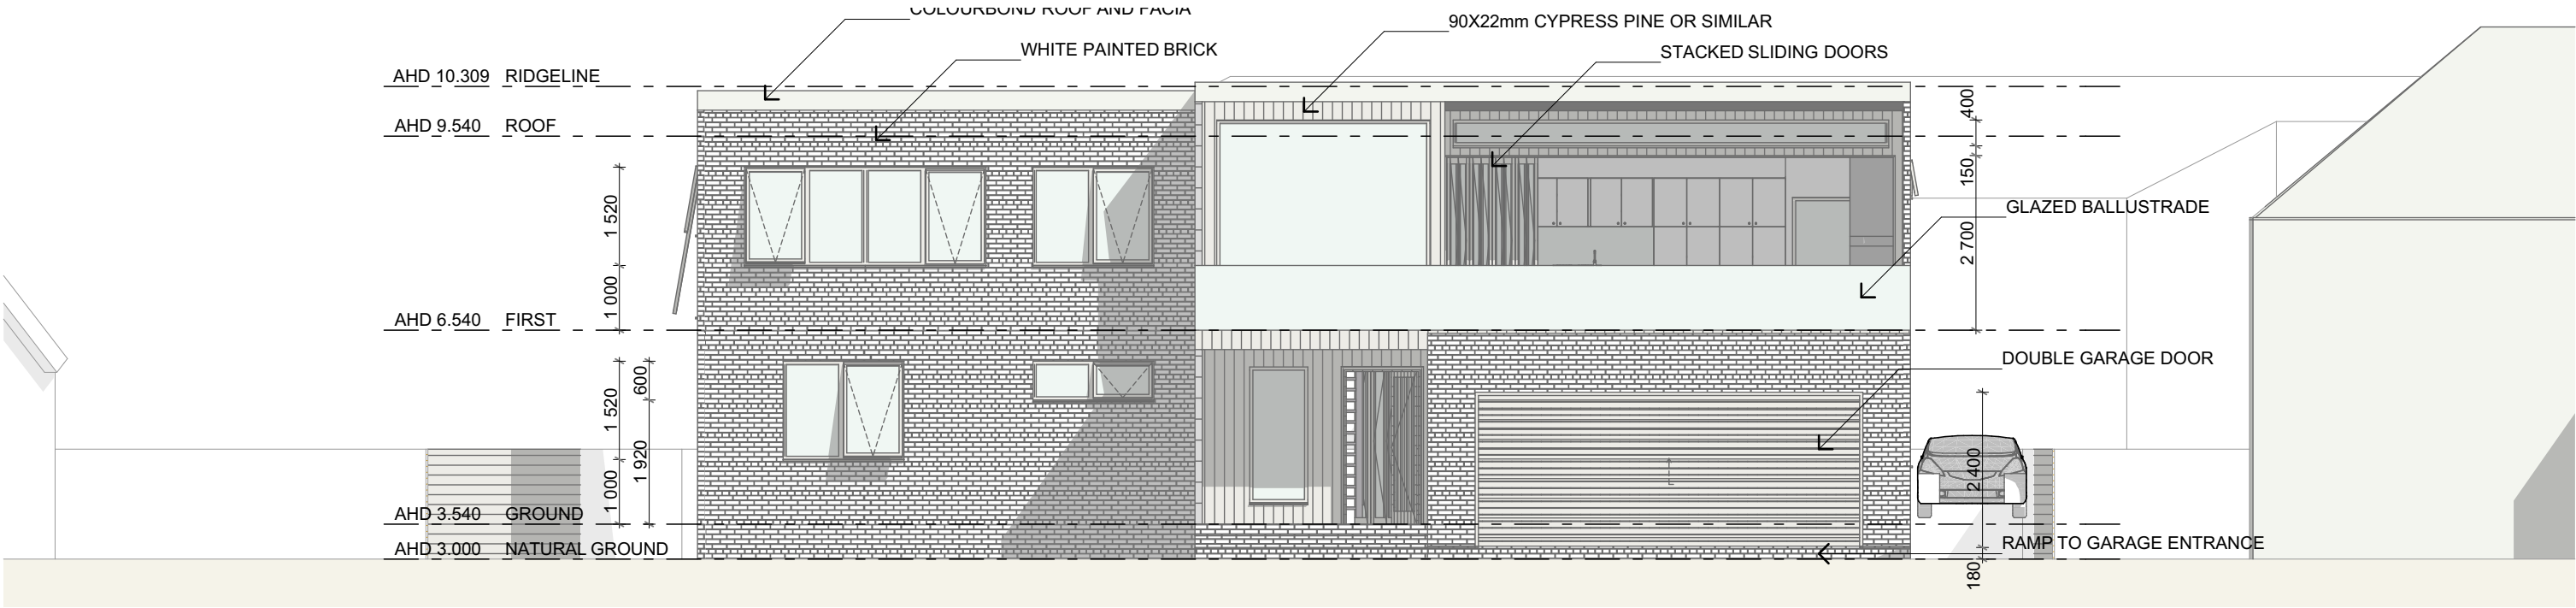 COLOURBOND ROOF AND FACIA
90X22mm CYPRESS PINE OR SIMILAR
WHITE PAINTED BRICK
STACKED SLIDING DOORS
AHD 10.309 RIDGELINE
400
AHD 9.540 ROOF
150
1 520
GLAZED BALLUSTRADE
2 700
1 000
AHD 6.540 FIRST
DOUBLE GARAGE DOOR
600
1 520
1 920
2 400
1 000
AHD 3.540 GROUND
RAMP TO GARAGE ENTRANCE
AHD 3.000 NATURAL GROUND
180